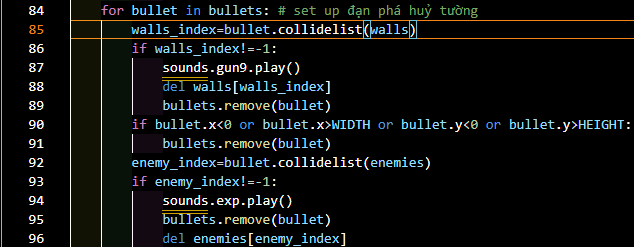 84 for bullet in bullets: # set up đạn phá huỷ tường
85 walls_index=bullet.collidelist(walls)
86 if walls_index!=-1:
87 sounds.gun9.play()
88 del walls[walls_index]
89 bullets.remove(bullet)
90 if bullet.x<0 or bullet.x>WIDTH or bullet.y<0 or bullet.y>HEIGHT:
91 bullets.remove(bullet)
92 enemy_index=bullet.collidelist(enemies)
93 if enemy_index!=-1:
94 sounds.exp.play()
95 bullets.remove(bullet)
96 del enemies[enemy_index]